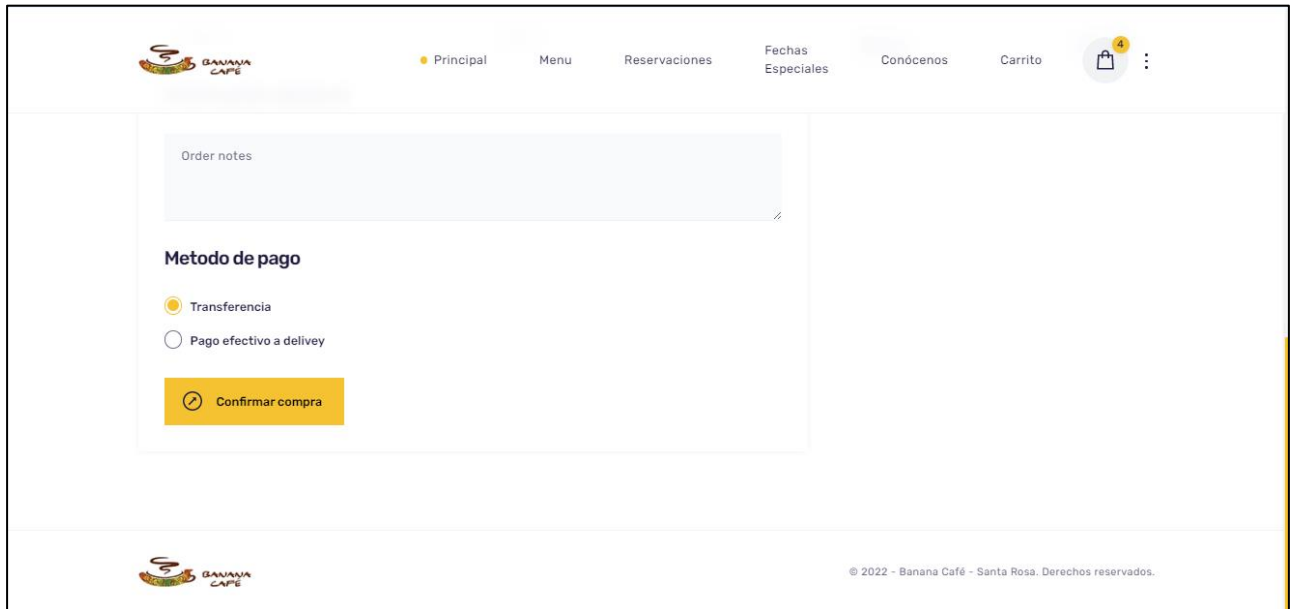 BANANA
CAFÉ
Principal
Menu
Reservaciones
Fechas
Especiales
Conócenos
Carrito
4
Order notes
Metodo de pago
Transferencia
Pago efectivo a delivey
Confirmar compra
BANANA
CAFÉ
© 2022 - Banana Café - Santa Rosa. Derechos reservados.